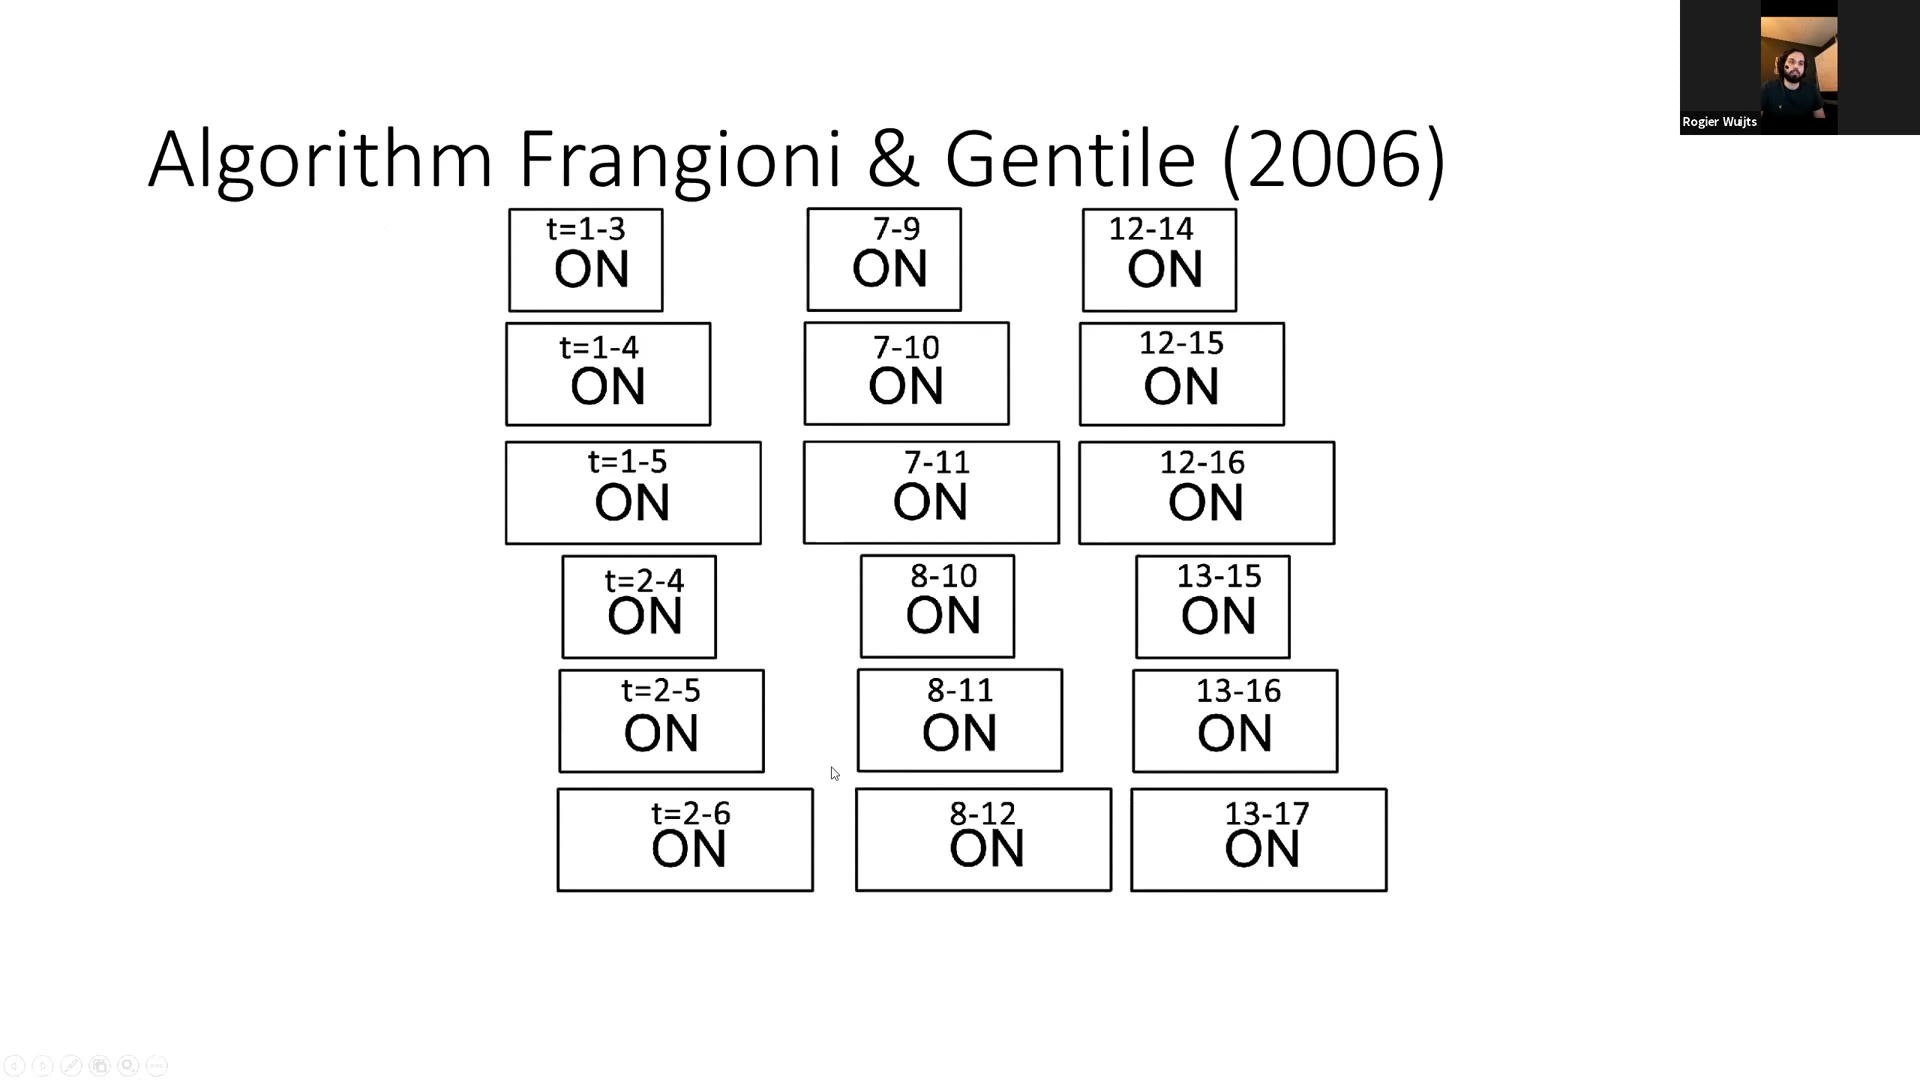 Rogier Wuijts
Algorithm Frangioni & Gentile (2006)
t=1-3
ON
7-9
ON
12-14
ON
t=1-4
ON
7-10
ON
12-15
ON
t=1-5
ON
7-11
ON
12-16
ON
t=2-4
ON
8-10
ON
13-15
ON
t=2-5
ON
8-11
ON
13-16
ON
t=2-6
ON
8-12
ON
13-17
ON